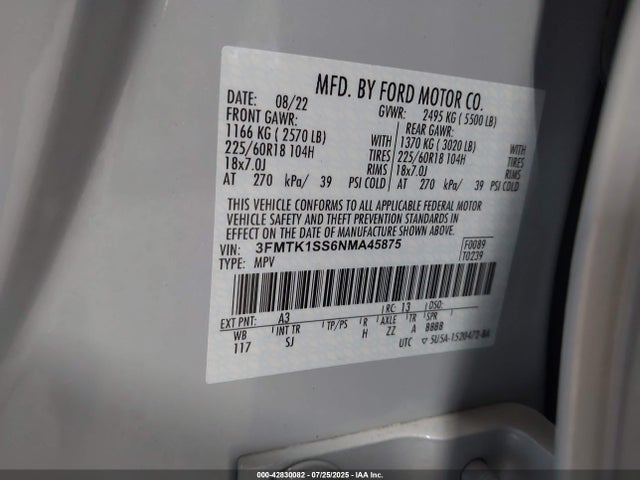 MFD. BY FORD MOTOR CO.
DATE: 08/22 GVWR: 2495 KG ( 5500 LB)
FRONT GAWR: REAR GAWR:
1166 KG ( 2570 LB) WITH 1370 KG ( 3020 LB) WITH
225/60R18 104H TIRES 225/60R18 104H TIRES
18x7.0J RIMS 18x7.0J RIMS
AT 270 kPa/ 39 PSI COLD AT 270 kPa/ 39 PSI COLD
THIS VEHICLE CONFORMS TO ALL APPLICABLE FEDERAL MOTOR
VEHICLE SAFETY AND THEFT PREVENTION STANDARDS IN
EFFECT ON THE DATE OF MANUFACTURE SHOWN ABOVE.
VIN: 3FMTK1SS6NMA45875 F0089
TYPE: MPV T0239
EXT PNT: A3 RC: 13 DSO:
WB INT TR TP/PS R AXLE TR SPR
117 SJ H ZZ A 8888
UTC ▽ 5U5A-1520472-BA
000-42830082 - 07/25/2025 - IAA Inc.